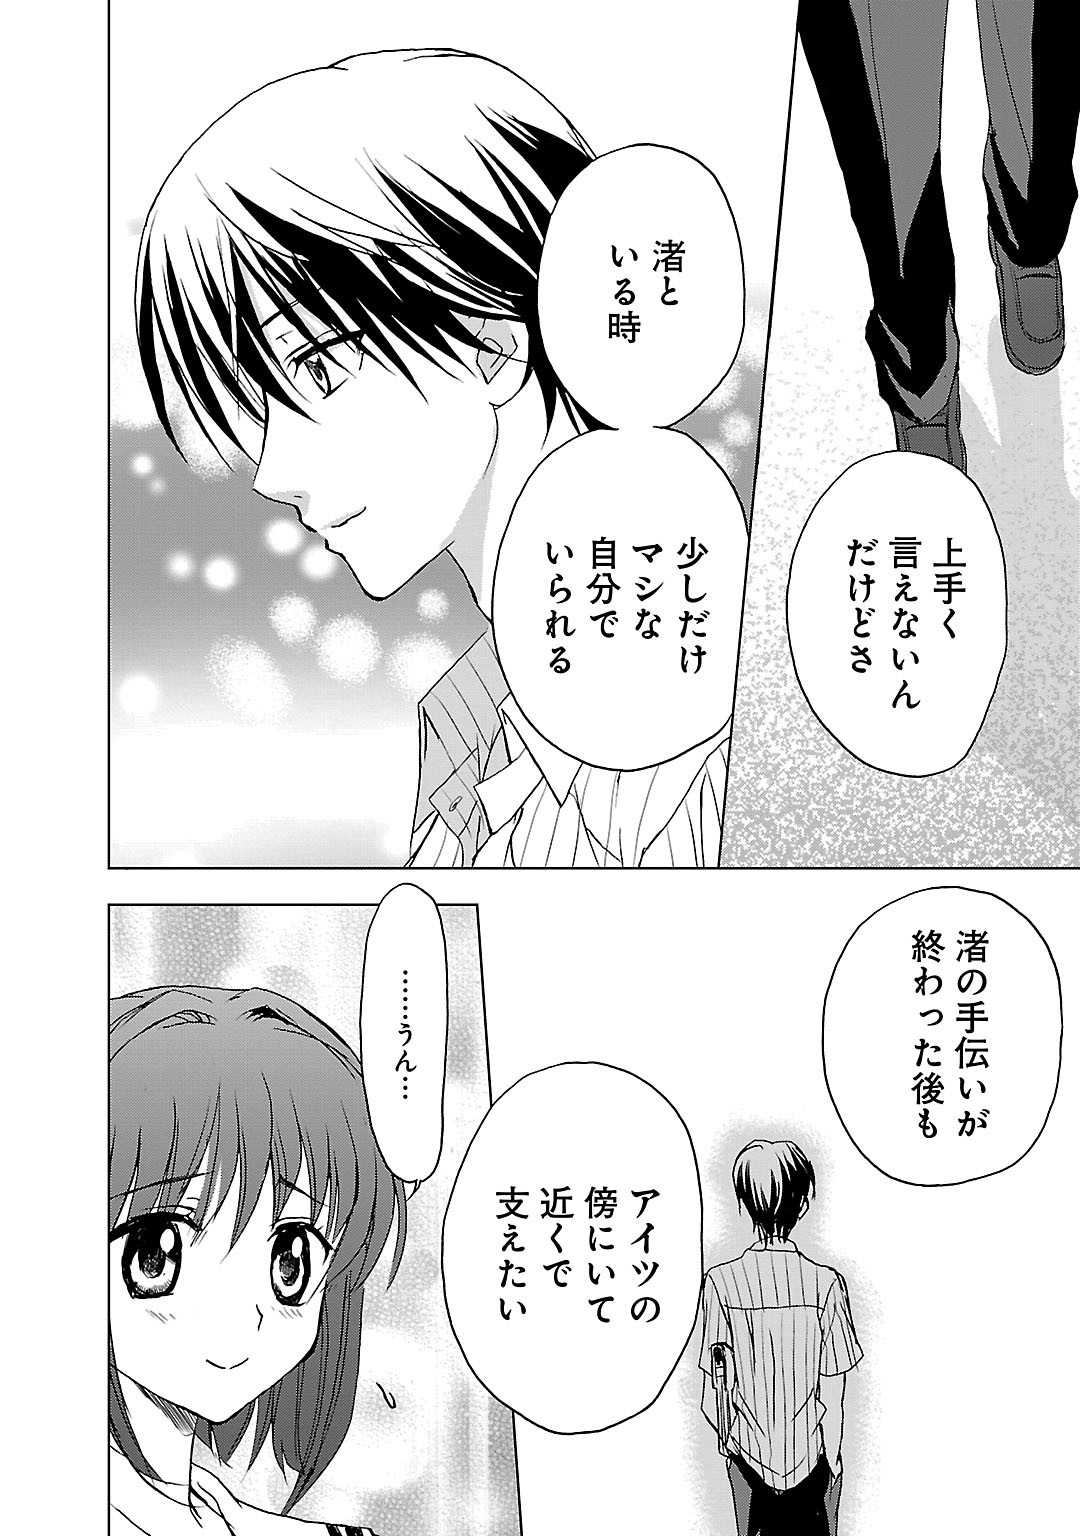 上手く
言えないん
だけどさ
渚と
いる時
少しだけ
マシな
自分で
いられる
渚の手伝いが
終わった後も
アイツの
傍にいて
近くで
支えたい
……うん…